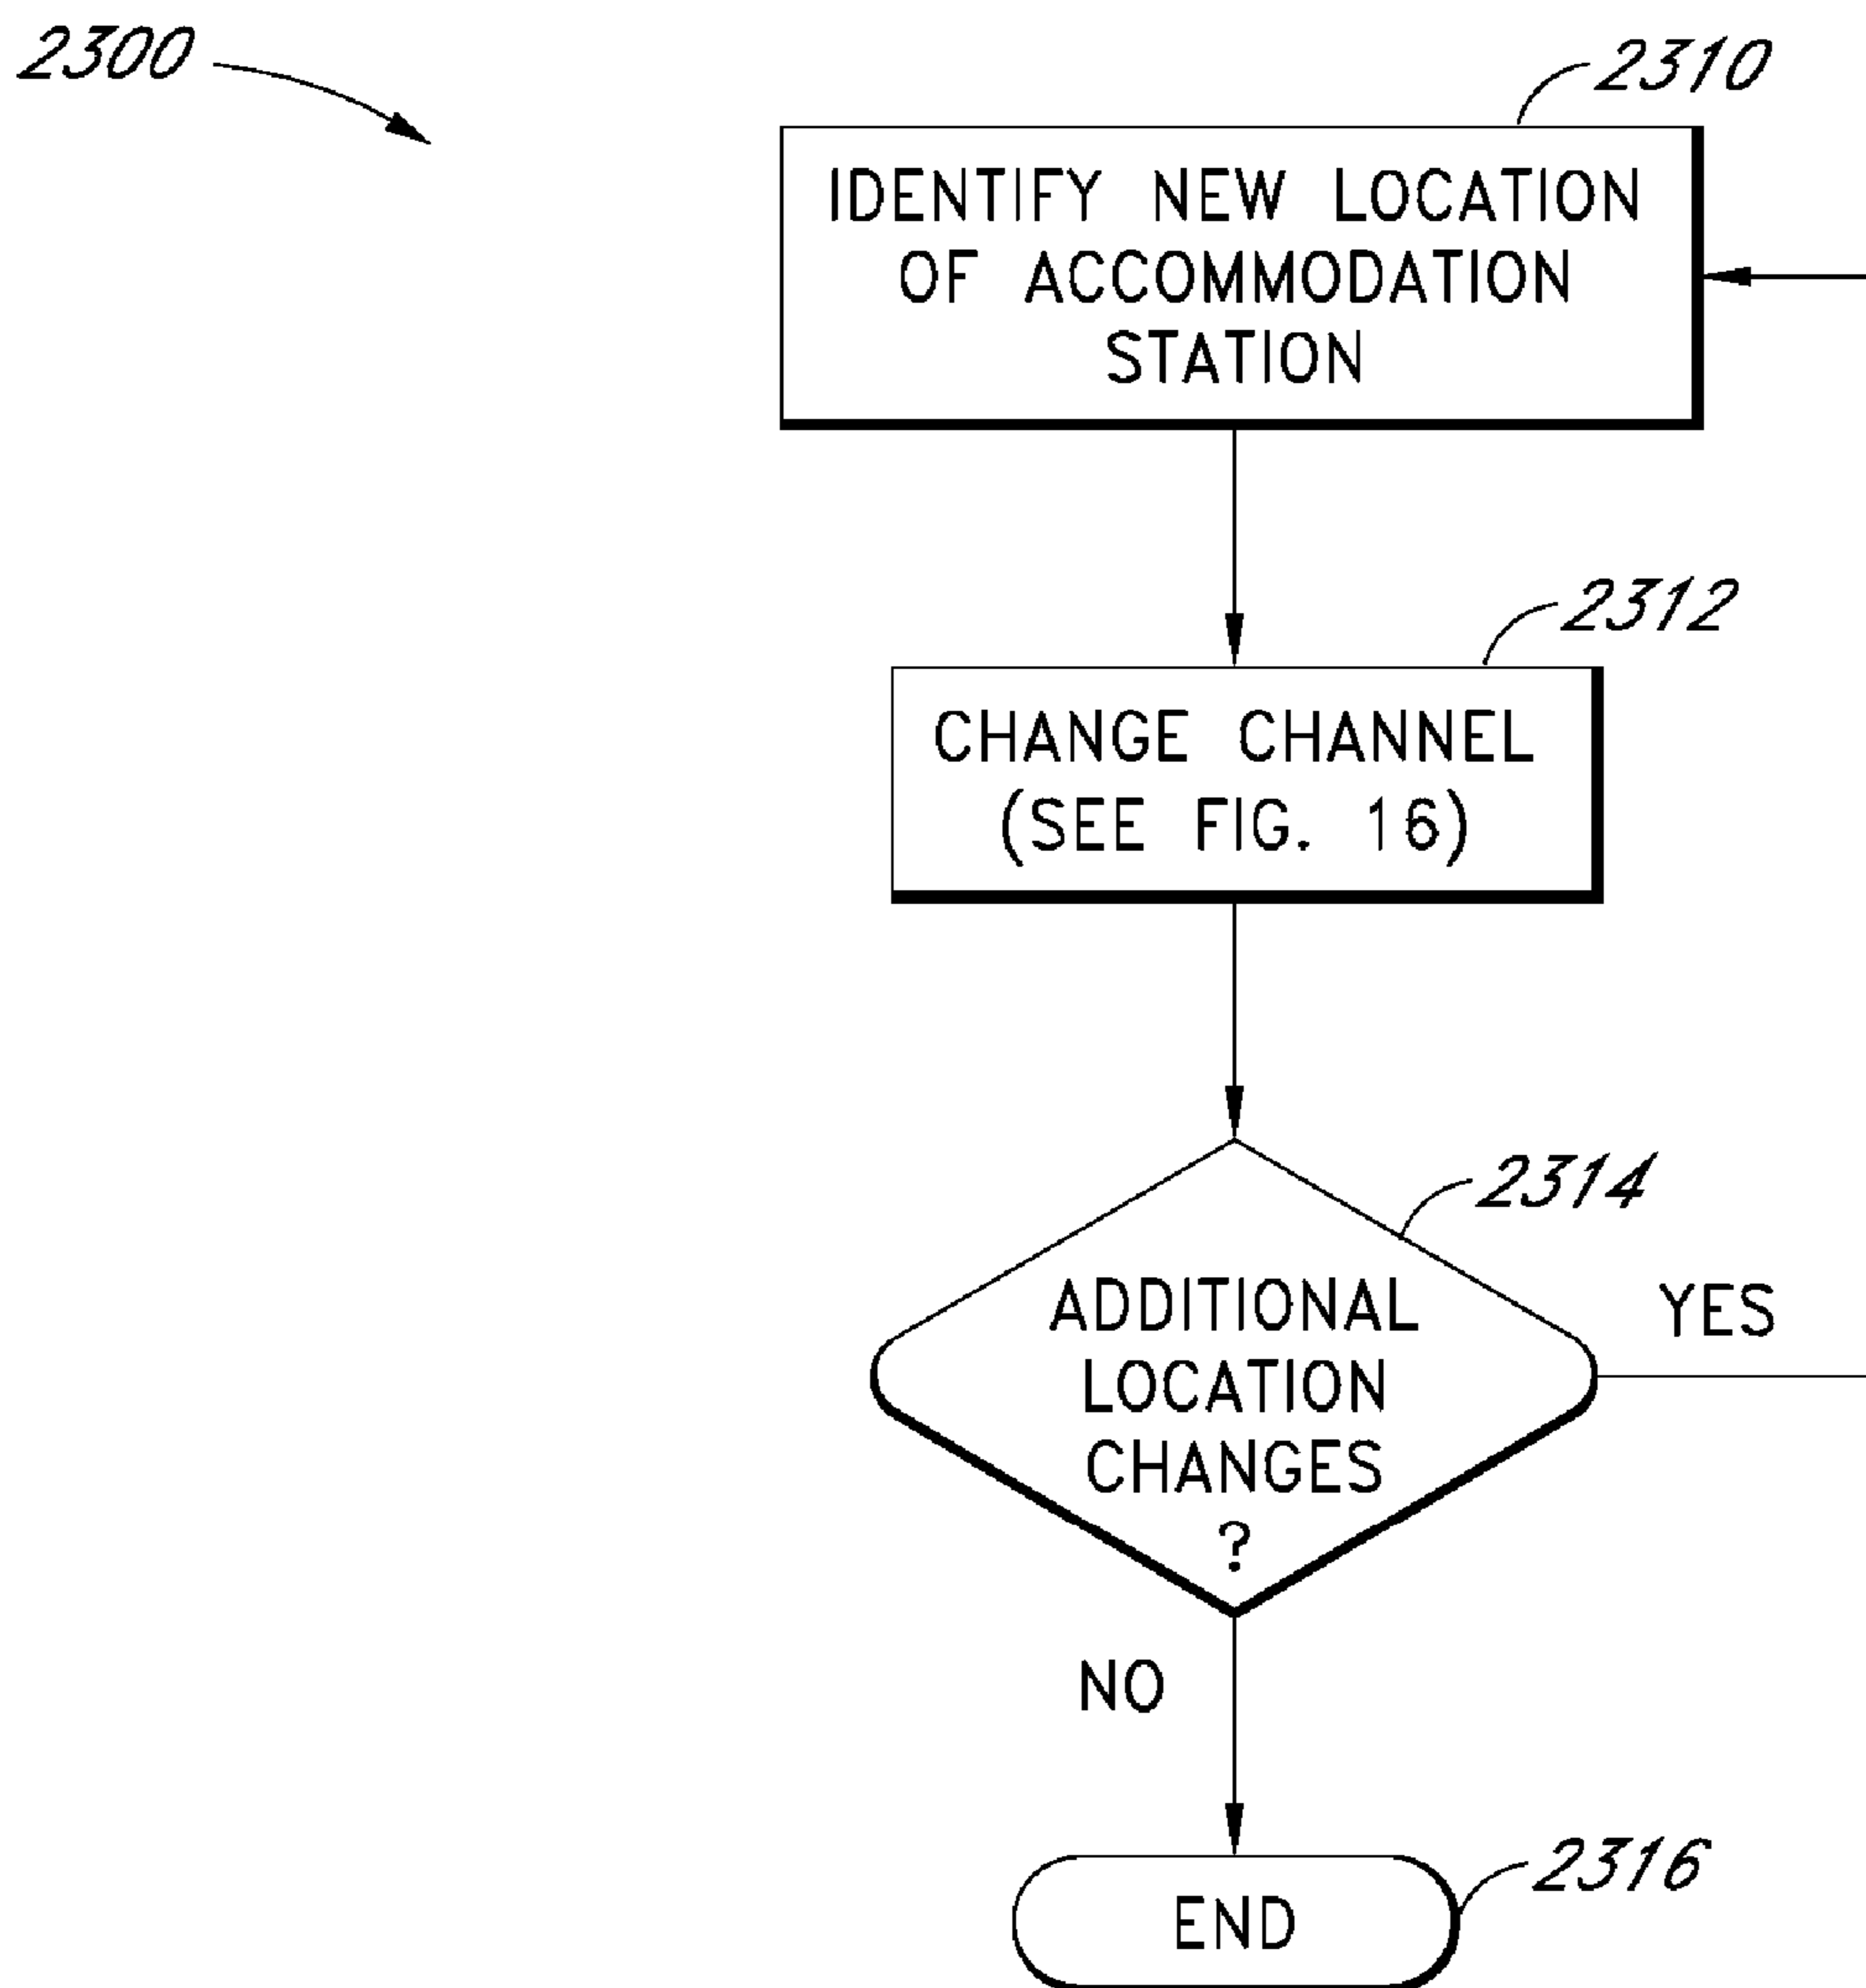 2300
2310
IDENTIFY NEW LOCATION
OF ACCOMMODATION
STATION
2312
CHANGE CHANNEL
(SEE FIG. 16)
2314
ADDITIONAL
LOCATION
CHANGES
?
YES
NO
2316
END